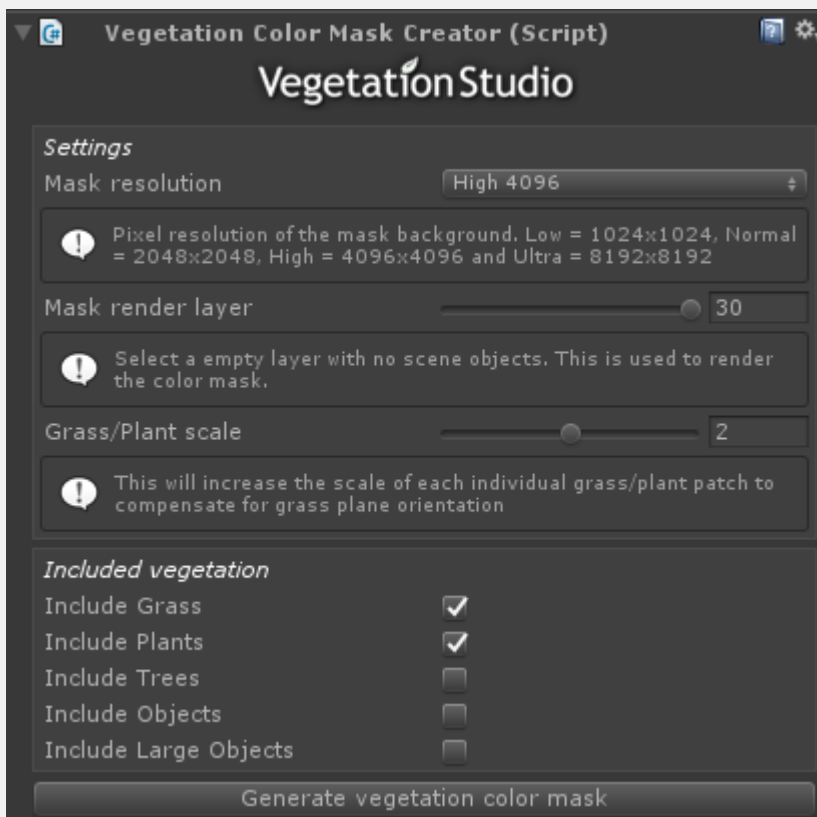 Vegetation Color Mask Creator (Script)
VegetationStudio
Settings
Mask resolution High 4096
Pixel resolution of the mask background. Low = 1024x1024, Normal
= 2048x2048, High = 4096x4096 and Ultra = 8192x8192
Mask render layer 30
Select a empty layer with no scene objects. This is used to render
the color mask.
Grass/Plant scale 2
This will increase the scale of each individual grass/plant patch to
compensate for grass plane orientation
Included vegetation
Include Grass
Include Plants
Include Trees
Include Objects
Include Large Objects
Generate vegetation color mask